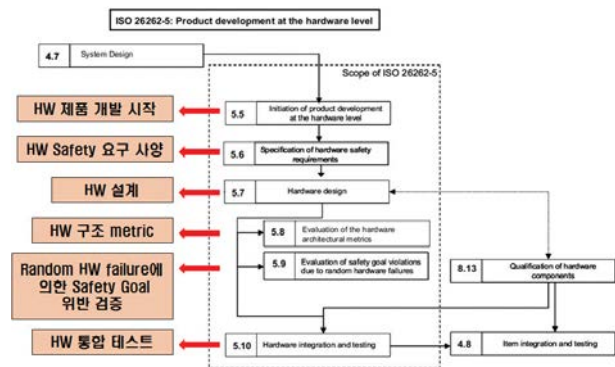 ISO 26262-5: Product development at the hardware level
4.7 System Design
Scope of ISO 26262-5
HW 제품 개발 시작
5.5 Initiation of product development
at the hardware level
HW Safety 요구 사양
5.6 Specification of hardware safety
requirements
HW 설계
5.7 Hardware design
HW 구조 metric
5.8 Evaluation of the hardware
architectural metrics
Random HW failure에
의한 Safety Goal
위반 검증
5.9 Evaluation of safety goal violations
due to random hardware failures
8.13 Qualification of hardware
components
HW 통합 테스트
5.10 Hardware integration and testing
4.8 Item integration and testing